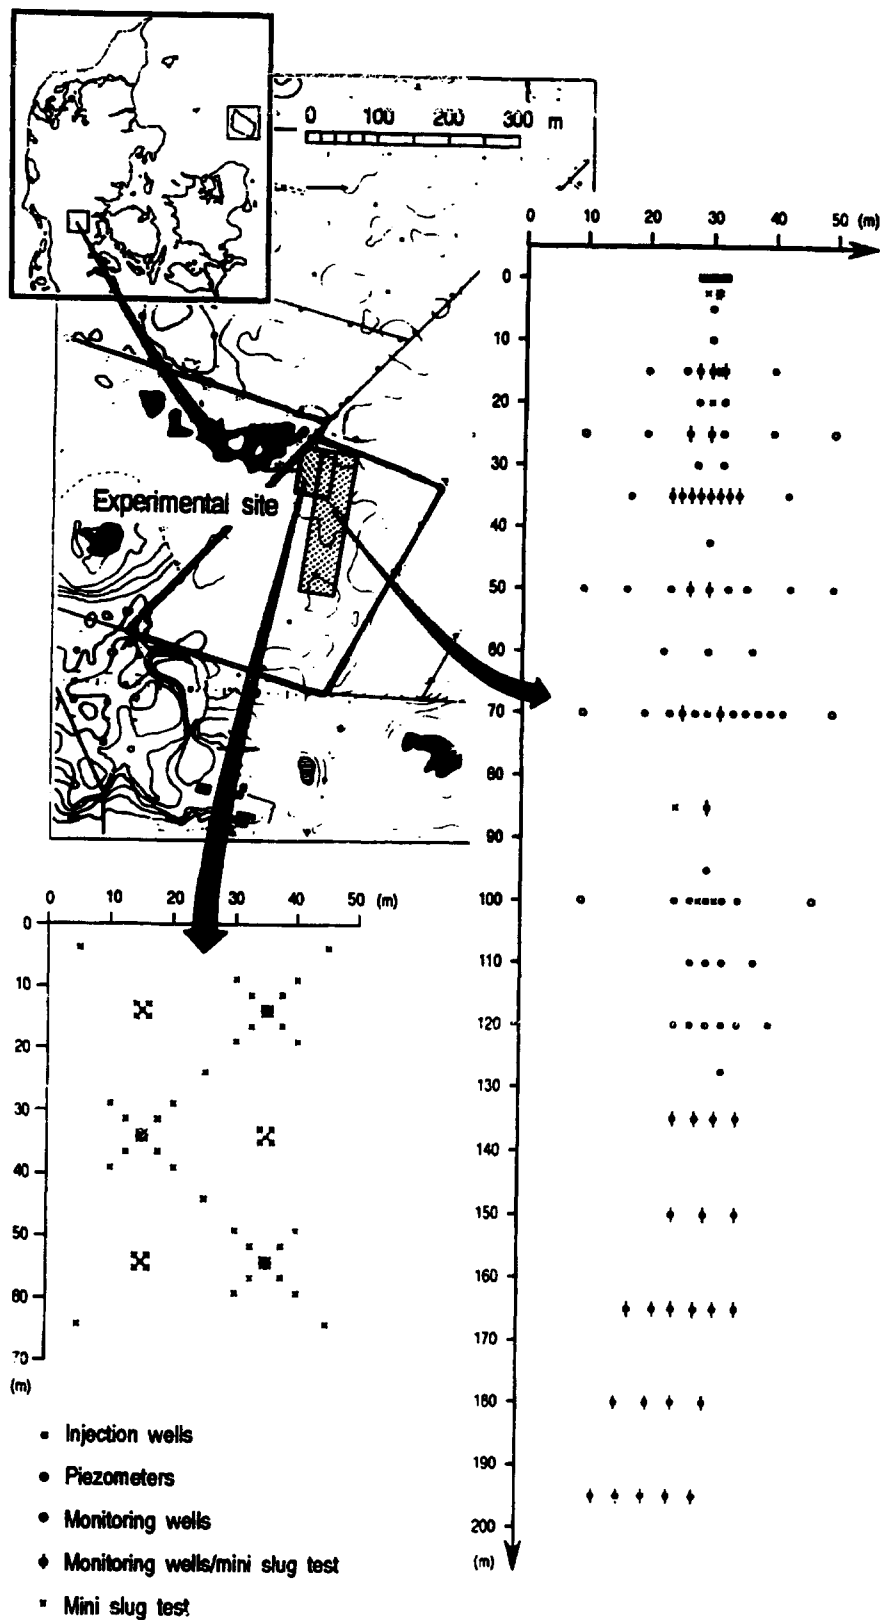 0 100 200 300 m
Experimental site
0 10 20 30 40 50 (m)
0
10
20
30
40
50
60
70
80
90
100
110
120
130
140
150
160
170
180
190
200
(m)
0 10 20 30 40 50 (m)
0
10
20
30
40
50
60
70
(m)
Injection wells
Piezometers
Monitoring wells
Monitoring wells/mini slug test
Mini slug test